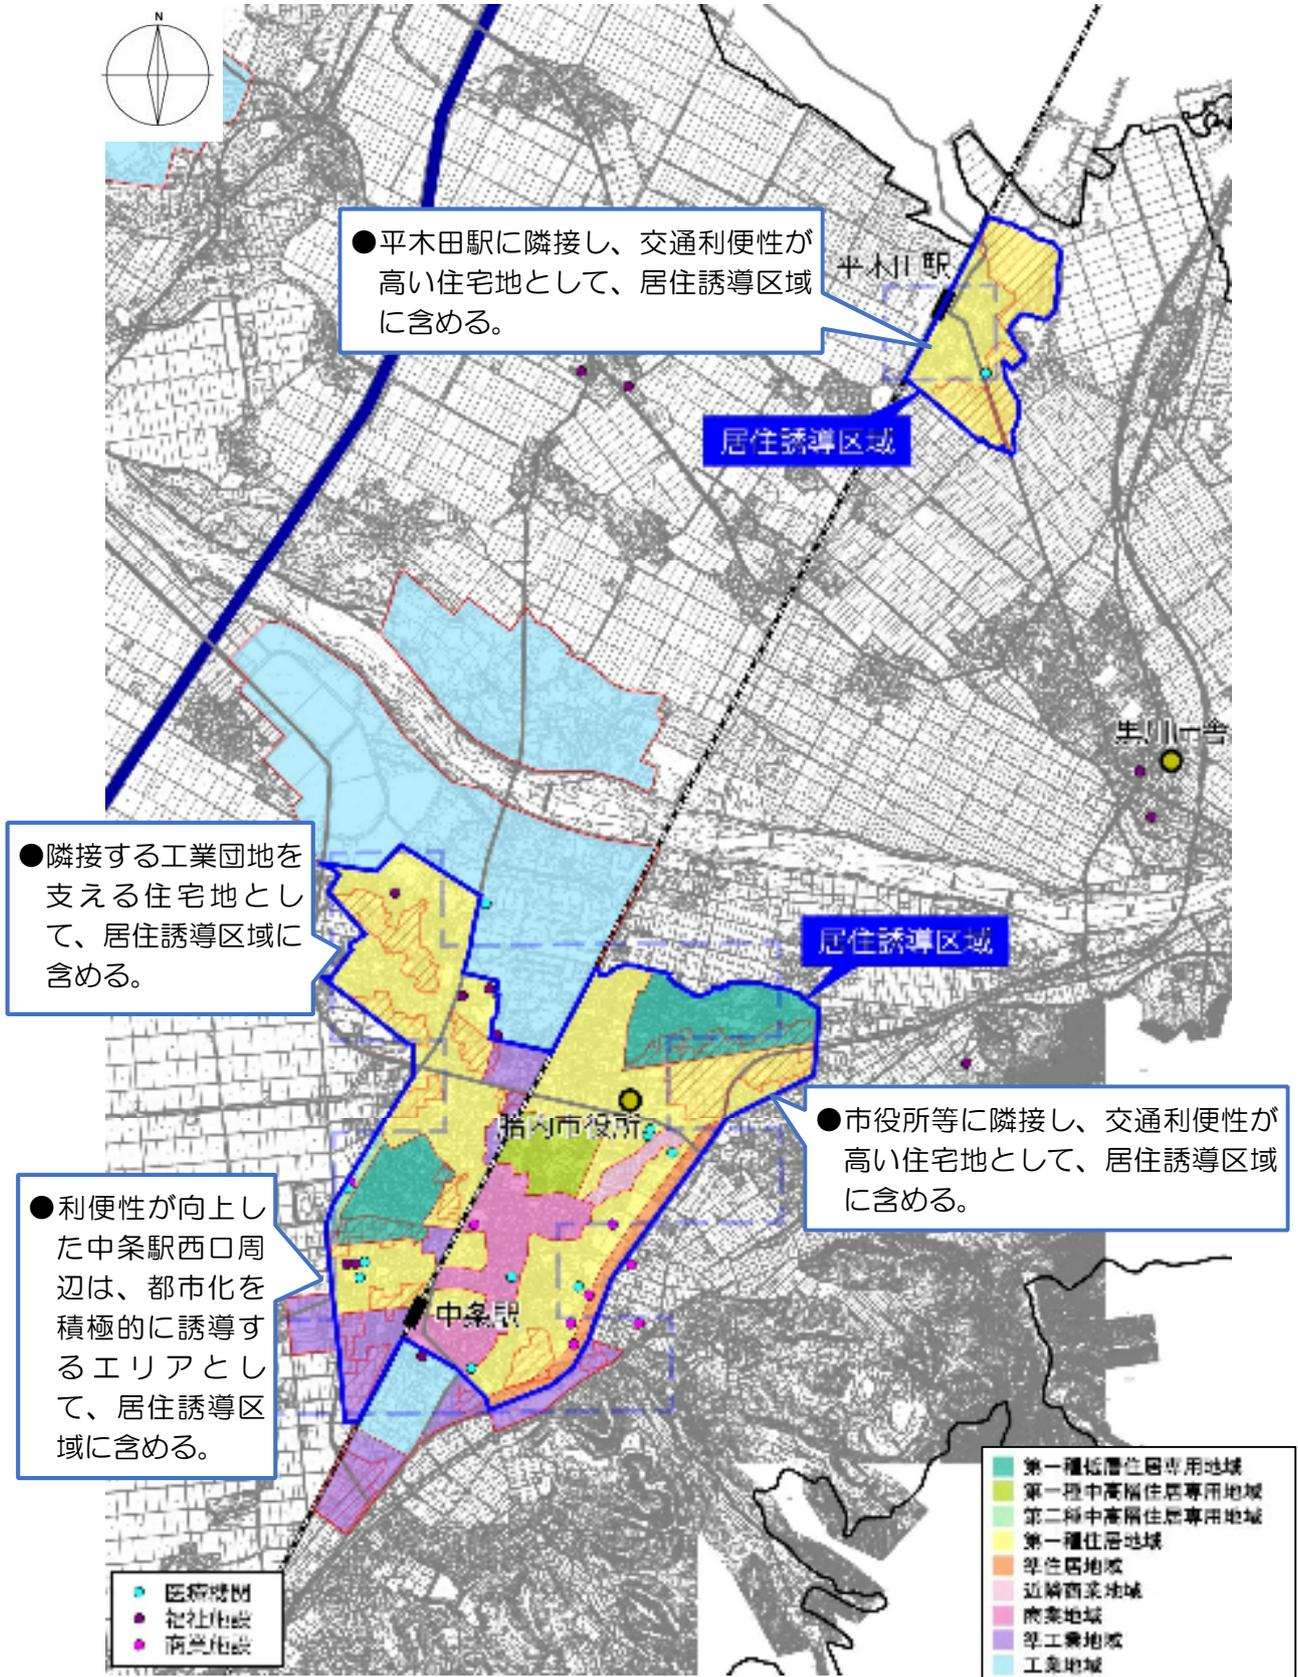 N
●平木田駅に隣接し、交通利便性が
高い住宅地として、居住誘導区域
に含める。
平木田駅
居住誘導区域
黒川庁舎
●隣接する工業団地を
支える住宅地とし
て、居住誘導区域に
含める。
居住誘導区域
胎内市役所
●市役所等に隣接し、交通利便性が
高い住宅地として、居住誘導区域
に含める。
●利便性が向上し
た中条駅西口周
辺は、都市化を
積極的に誘導す
るエリアとし
て、居住誘導区
域に含める。
中条駅
医療機関
福祉施設
商業施設
第一種低層住居専用地域
第一種中高層住居専用地域
第二種中高層住居専用地域
第一種住居地域
準住居地域
近隣商業地域
商業地域
準工業地域
工業地域